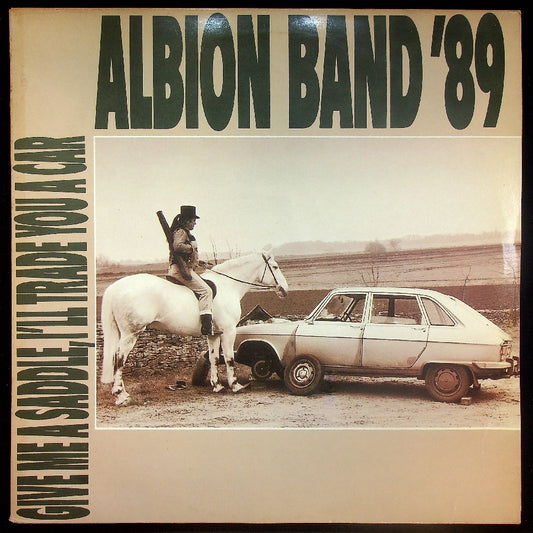 ALBION BAND '89
GIVE ME A SADDLE, I'LL TRADE YOU A CAR